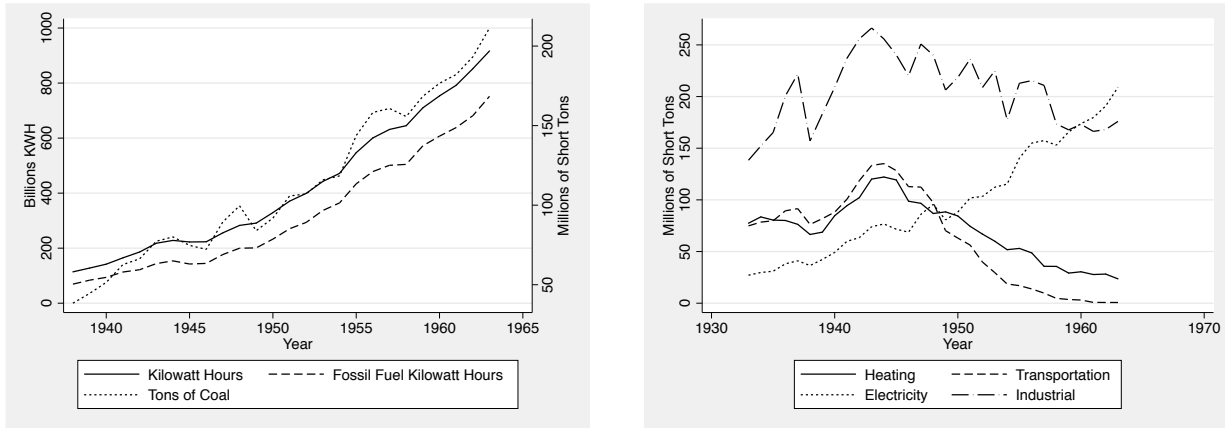 Billions KWH
0
200
400
600
800
1000
Millions of Short Tons
50
100
150
200
1940
1945
1950
1955
1960
1965
Year
Kilowatt Hours
Fossil Fuel Kilowatt Hours
Tons of Coal
Millions of Short Tons
0
50
100
150
200
250
1930
1940
1950
1960
1970
Year
Heating
Transportation
Electricity
Industrial